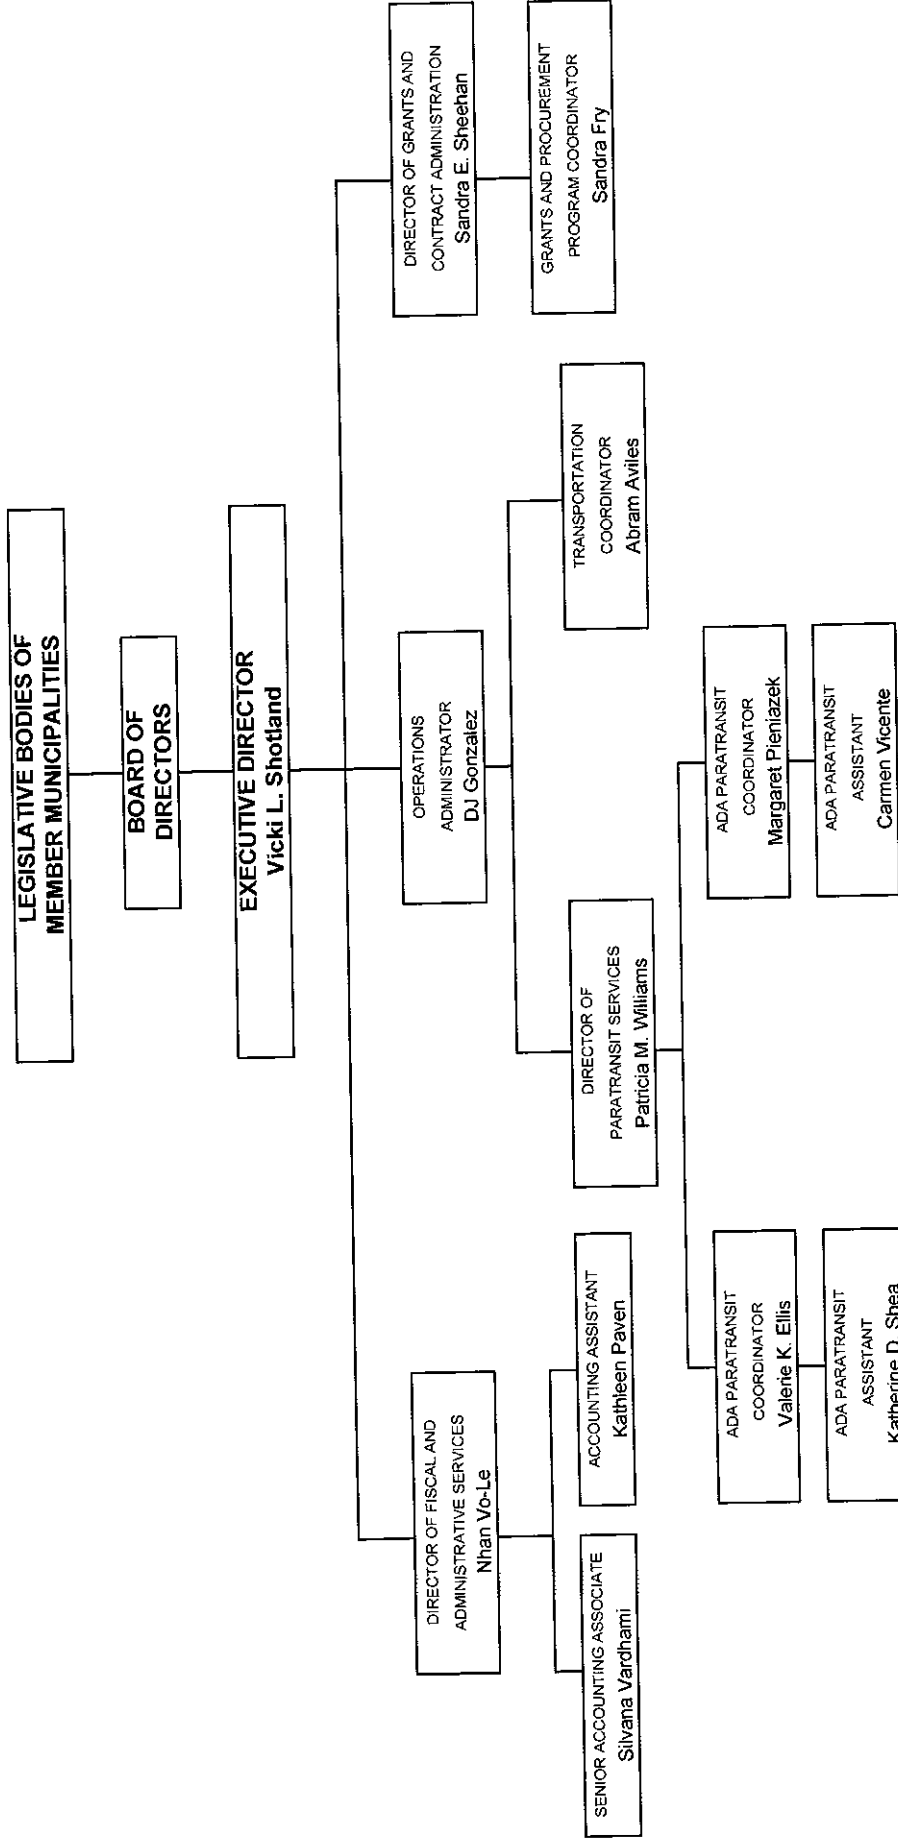 LEGISLATIVE BODIES OF
MEMBER MUNICIPALITIES
BOARD OF
DIRECTORS
EXECUTIVE DIRECTOR
Vicki L. Shotland
DIRECTOR OF FISCAL AND
ADMINISTRATIVE SERVICES
Nhan Vo-Le
OPERATIONS
ADMINISTRATOR
DJ Gonzalez
DIRECTOR OF GRANTS AND
CONTRACT ADMINISTRATION
Sandra E. Sheehan
SENIOR ACCOUNTING ASSOCIATE
Silvana Vardhami
ACCOUNTING ASSISTANT
Kathleen Paven
DIRECTOR OF
PARATRANSIT SERVICES
Patricia M. Williams
TRANSPORTATION
COORDINATOR
Abram Aviles
GRANTS AND PROCUREMENT
PROGRAM COORDINATOR
Sandra Fry
ADA PARATRANSIT
COORDINATOR
Valerie K. Ellis
ADA PARATRANSIT
COORDINATOR
Margaret Pieniazek
ADA PARATRANSIT
ASSISTANT
Katherine D. Shea
ADA PARATRANSIT
ASSISTANT
Carmen Vicente